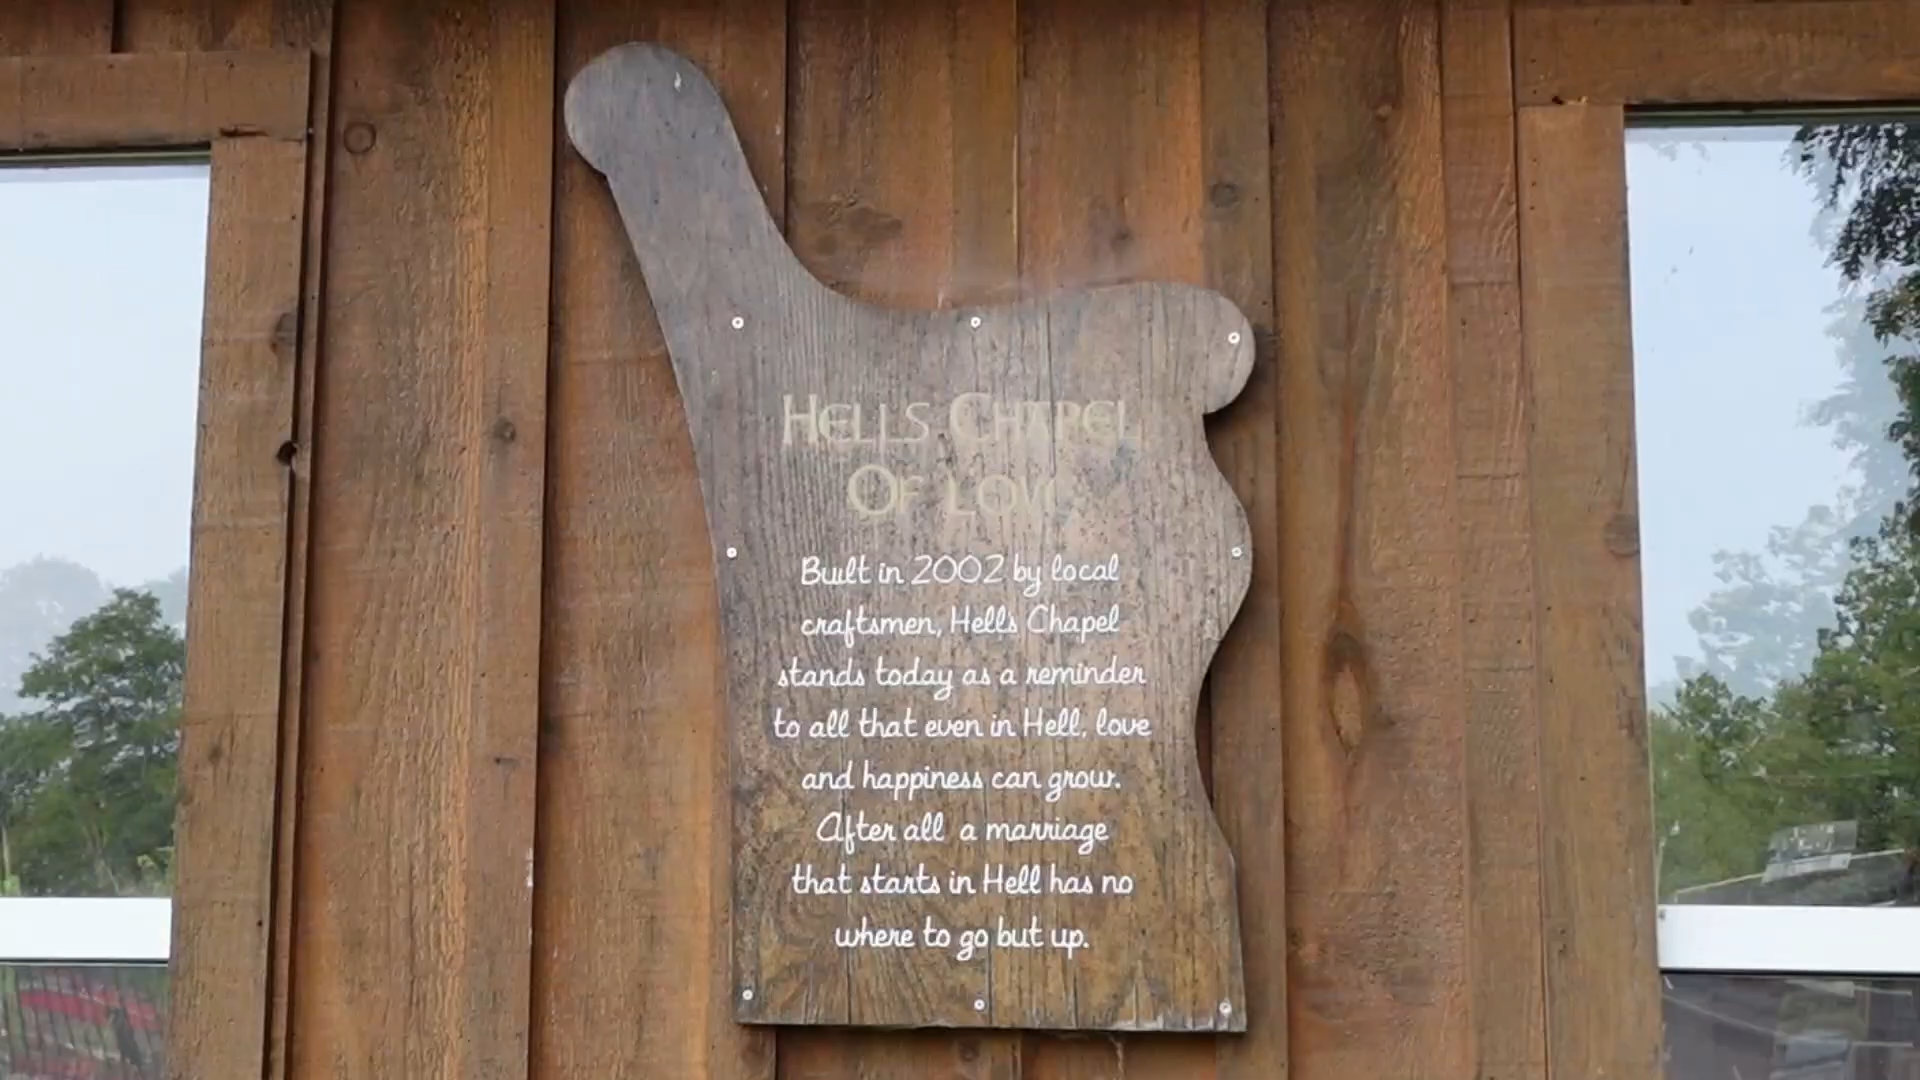 HELLS CHAPEL
OF LOVE
Built in 2002 by local
craftsmen, Hell's Chapel
stands today as a reminder
to all that even in Hell, love
and happiness can grow.
After all a marriage
that starts in Hell has no
where to go but up.